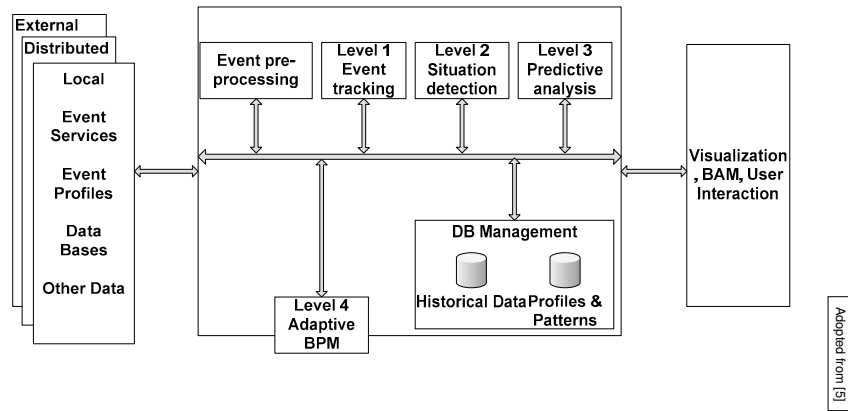 External
Distributed
Local
Event
Services
Event
Profiles
Data
Bases
Other Data
Event pre-
processing
Level 1
Event
tracking
Level 2
Situation
detection
Level 3
Predictive
analysis
Level 4
Adaptive
BPM
DB Management
Historical Data
Profiles &
Patterns
Visualization
, BAM, User
Interaction
Adopted from [5]